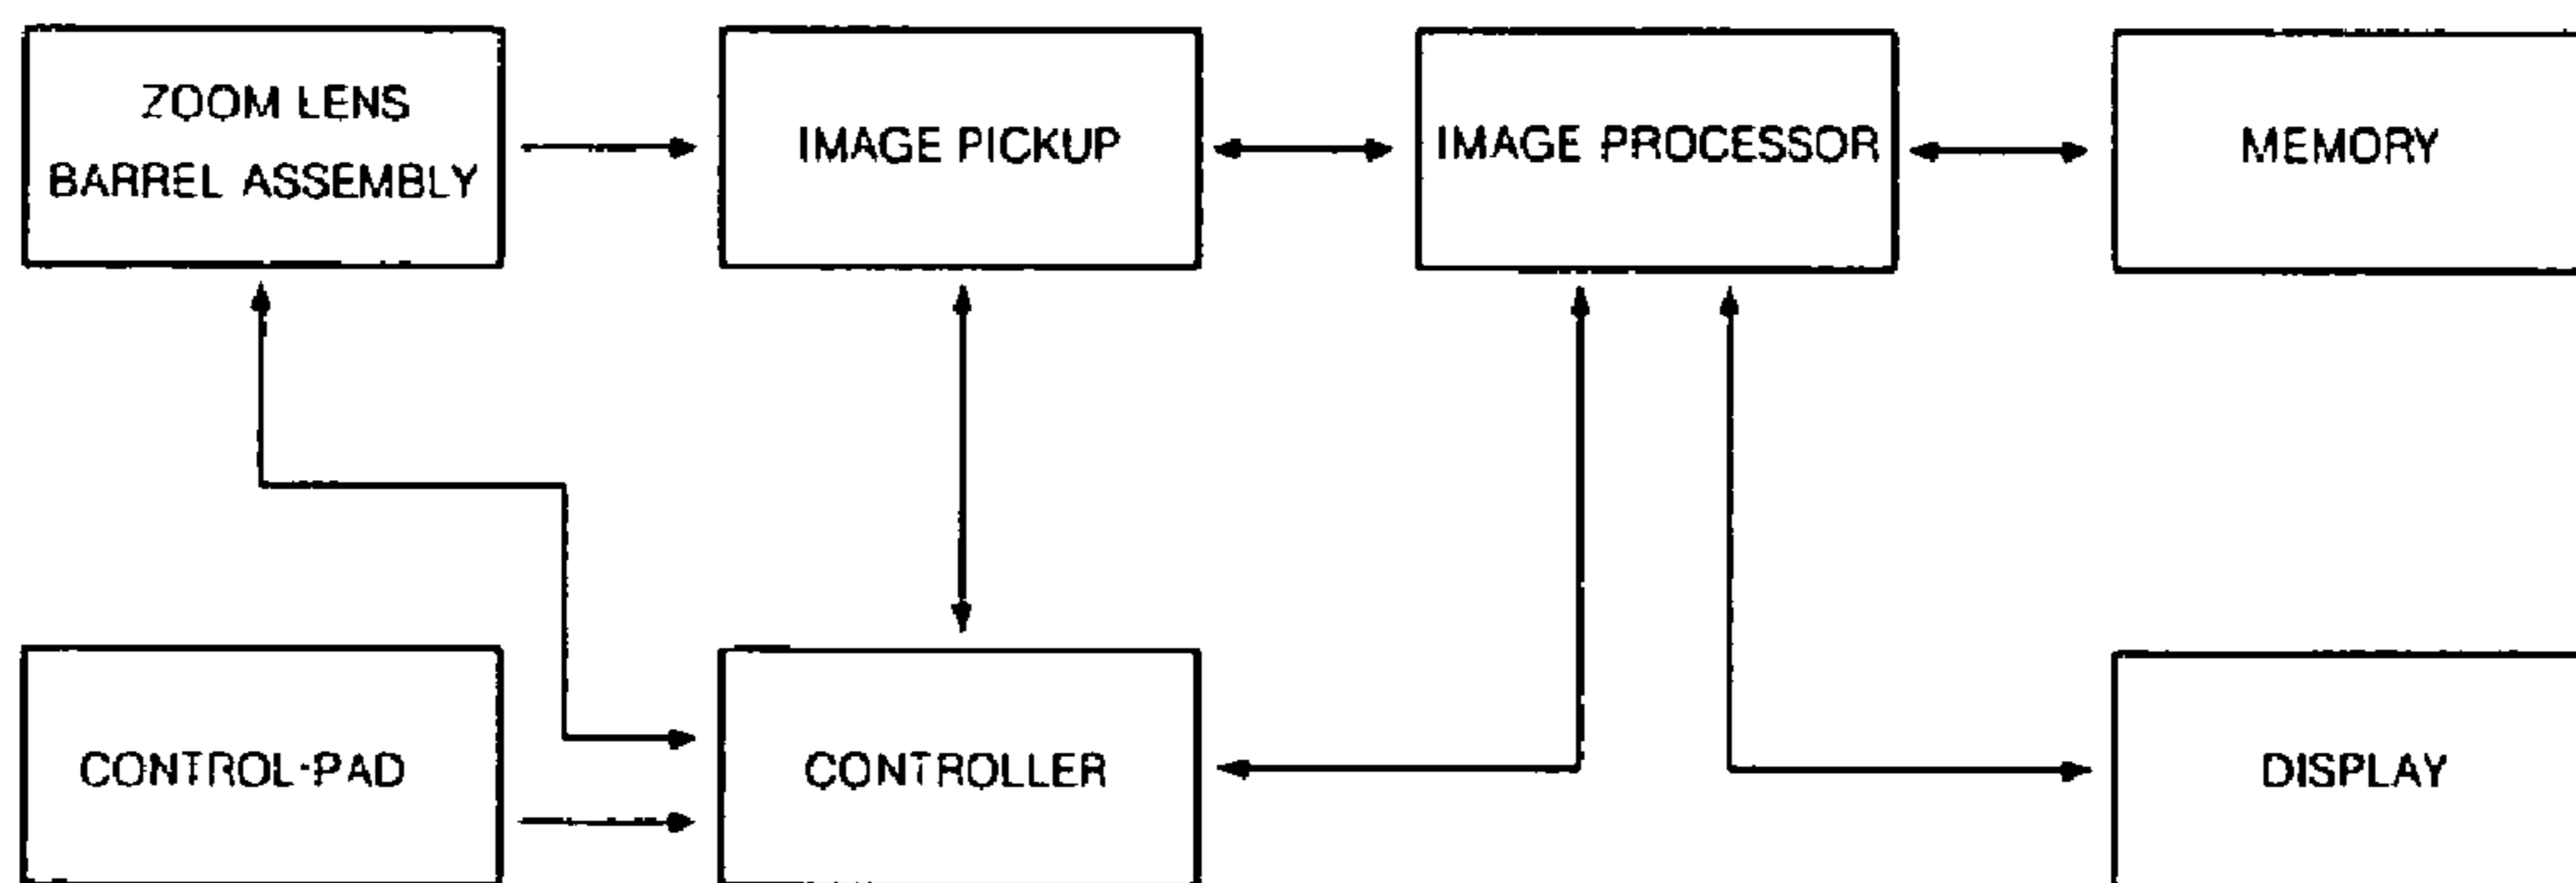 ZOOM LENS
BARREL ASSEMBLY
IMAGE PICKUP
IMAGE PROCESSOR
MEMORY
CONTROL-PAD
CONTROLLER
DISPLAY